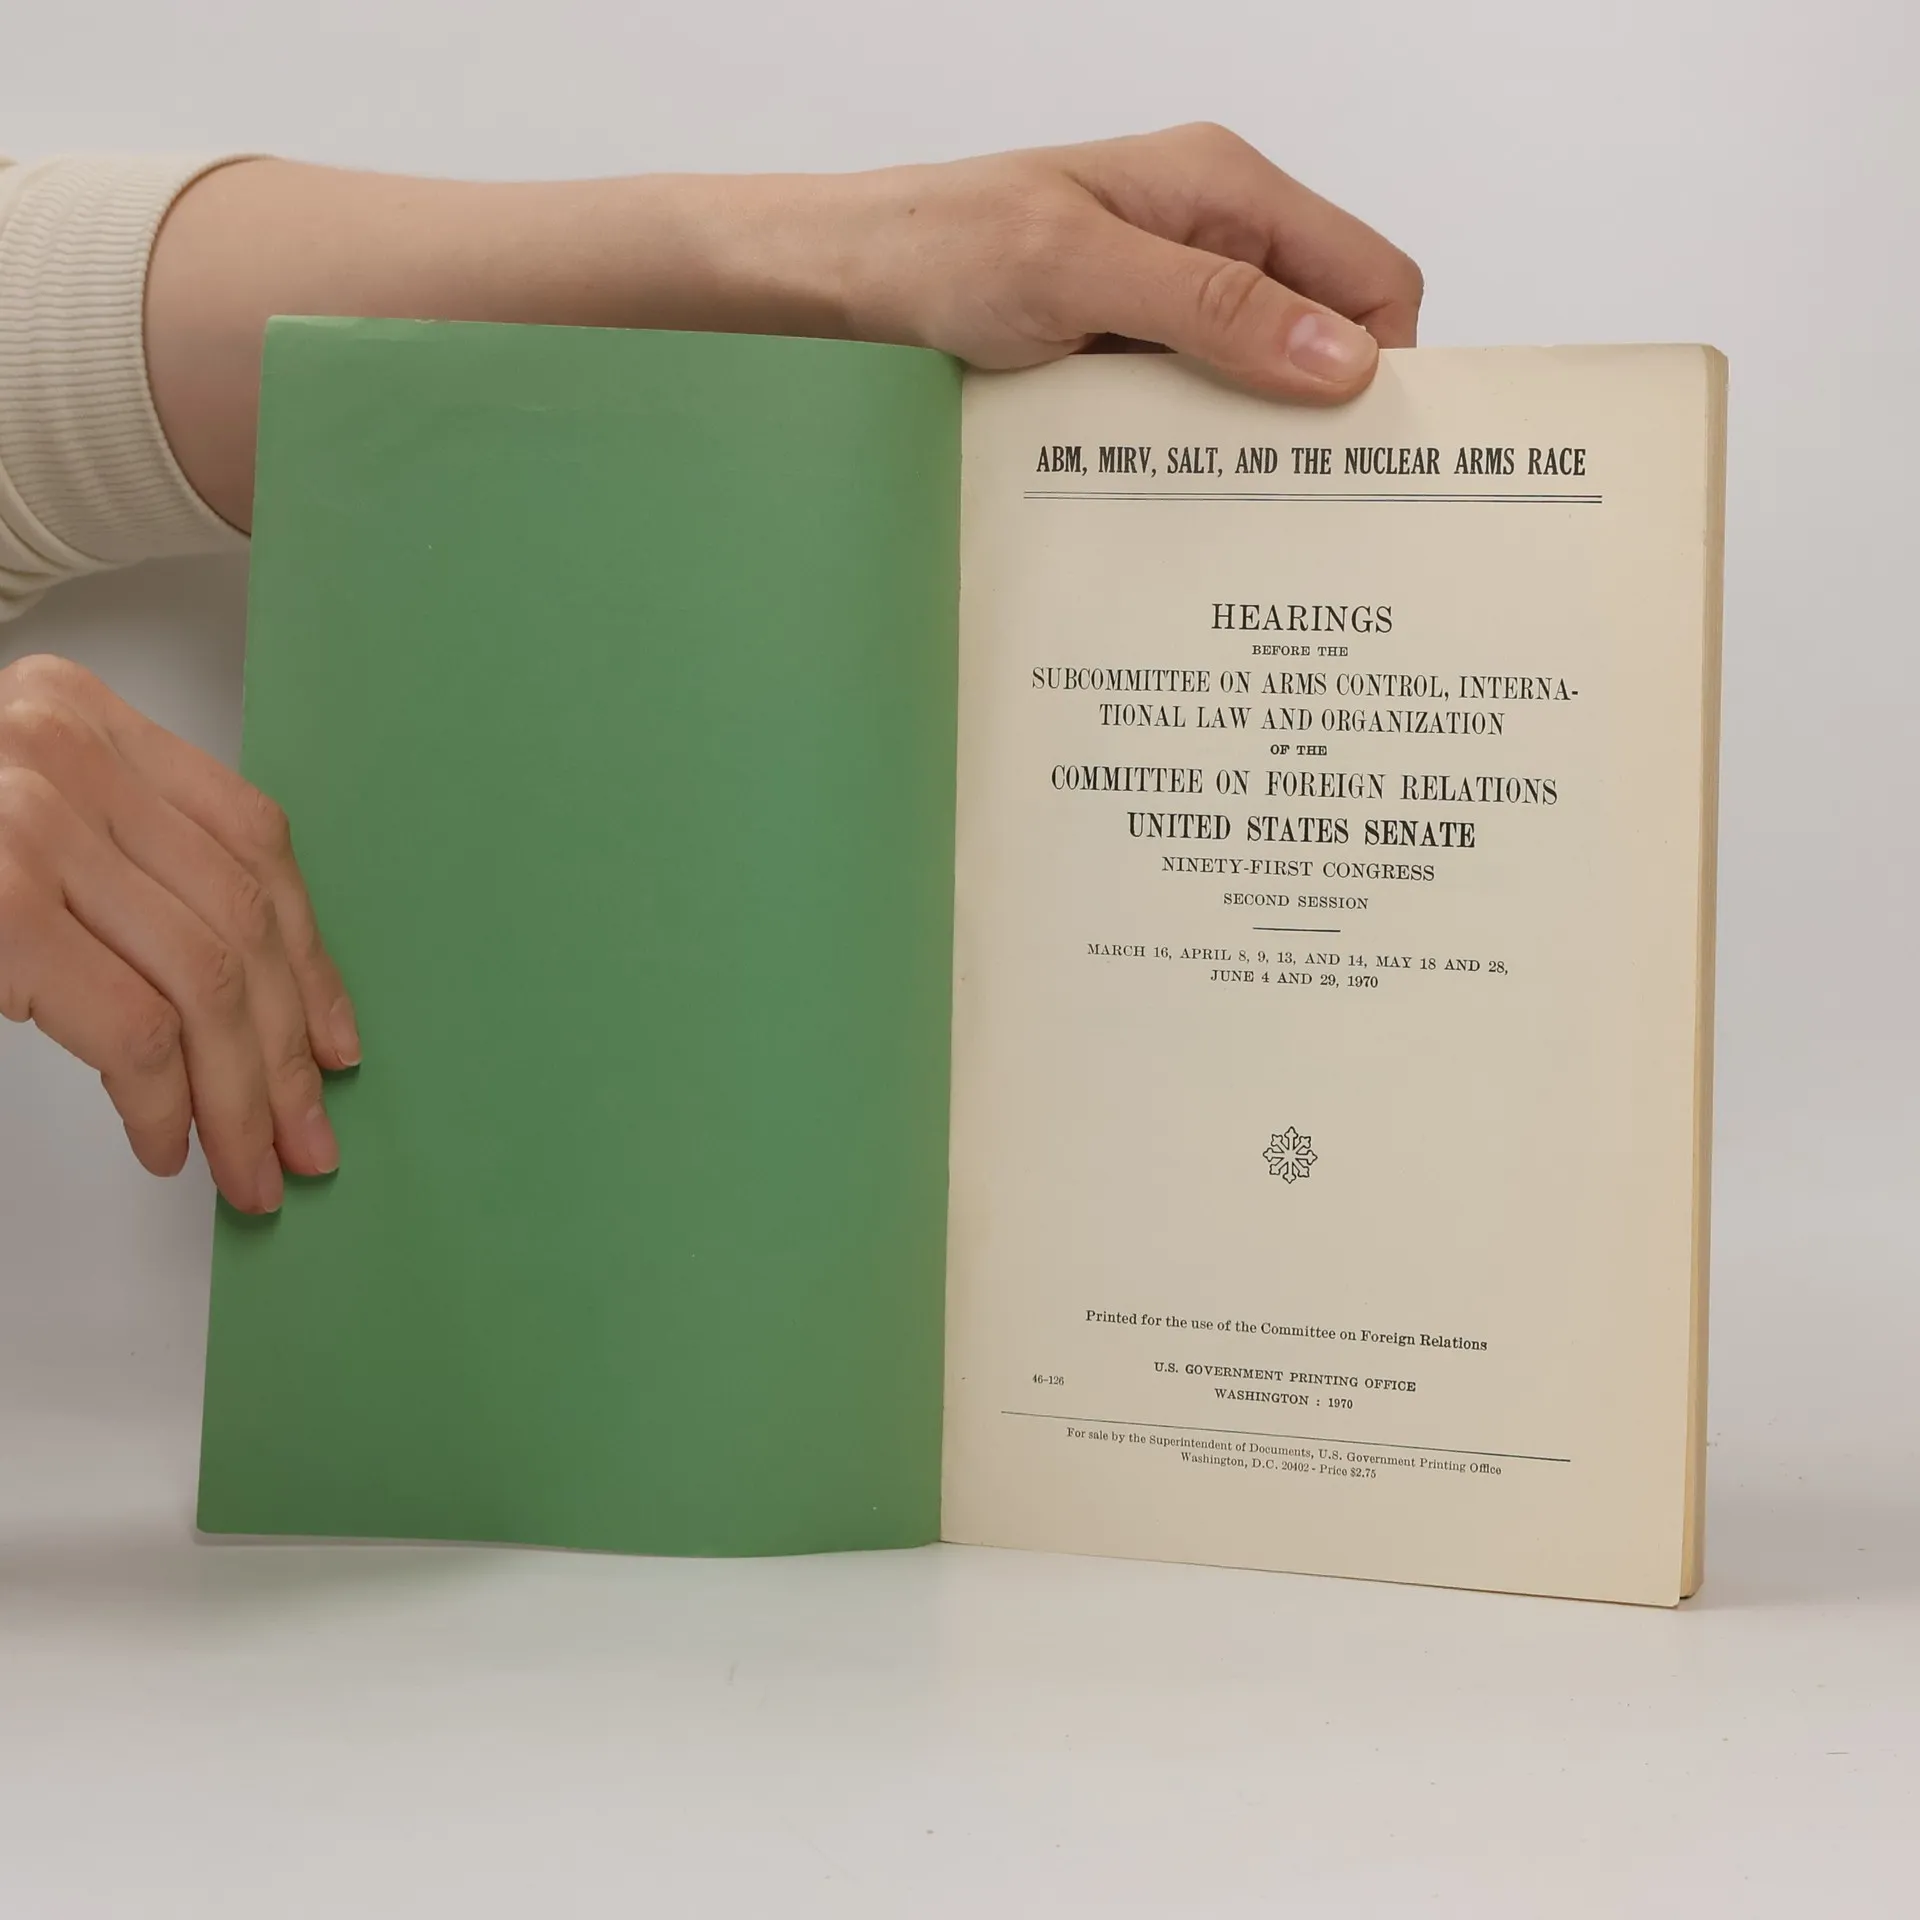 ABM, MIRV, SALT, AND THE NUCLEAR ARMS RACE
HEARINGS
BEFORE THE
SUBCOMMITTEE ON ARMS CONTROL, INTERNA-
TIONAL LAW AND ORGANIZATION
OF THE
COMMITTEE ON FOREIGN RELATIONS
UNITED STATES SENATE
NINETY-FIRST CONGRESS
SECOND SESSION
MARCH 16, APRIL 8, 9, 13, AND 14, MAY 18 AND 28,
JUNE 4 AND 29, 1970
Printed for the use of the Committee on Foreign Relations
U.S. GOVERNMENT PRINTING OFFICE
46-126
WASHINGTON : 1970
For sale by the Superintendent of Documents, U.S. Government Printing Office
Washington, D.C. 20402 - Price $2.75